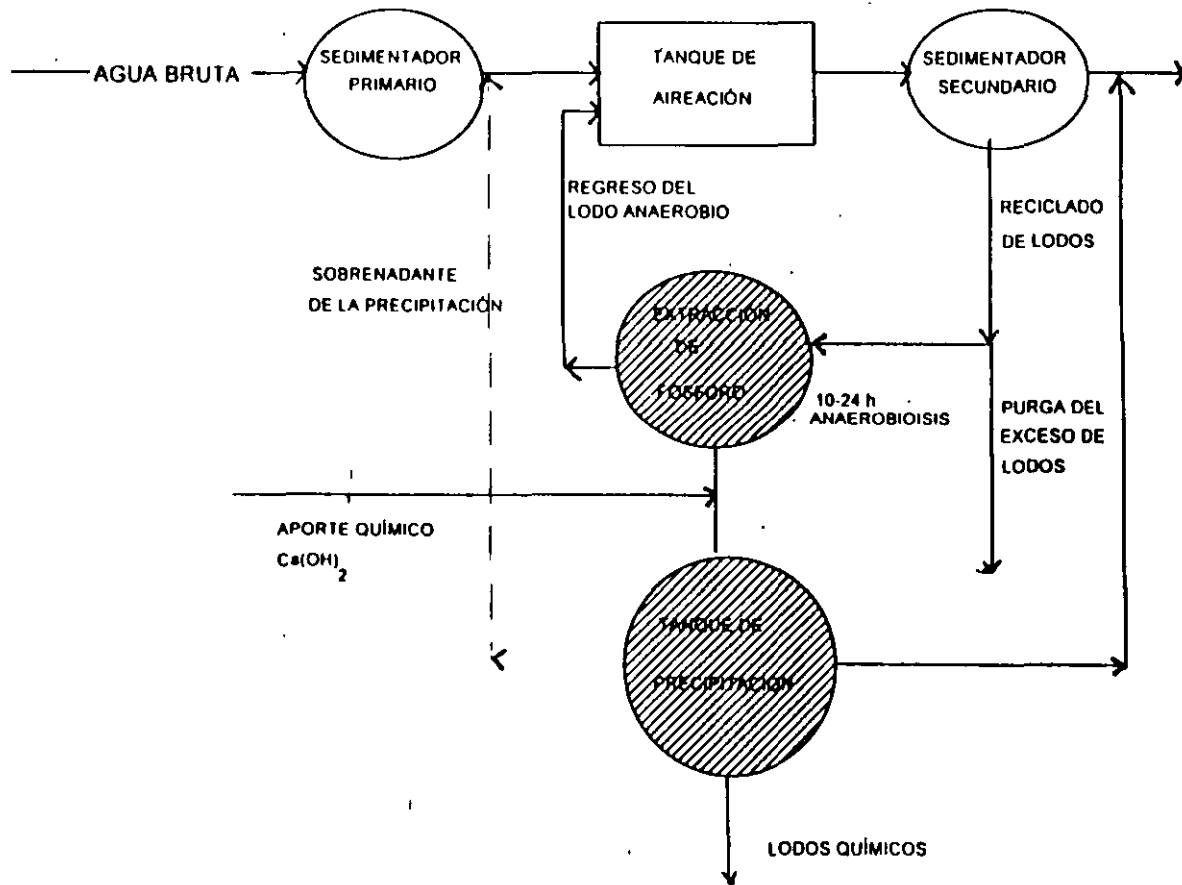 AGUA BRUTA
SEDIMENTADOR
PRIMARIO
TANQUE DE
AIREACIÓN
SEDIMENTADOR
SECUNDARIO
REGRESO DEL
LODO ANAEROBIO
RECICLADO
DE LODOS
SOBRENADANTE
DE LA PRECIPITACIÓN
EXTRACCIÓN
DE
FOSFORO
10-24 h
ANAEROBIOISIS
PURGA DEL
EXCESO DE
LODOS
APORTE QUÍMICO
Ca(OH)2
TANQUE DE
PRECIPITACIÓN
LODOS QUÍMICOS